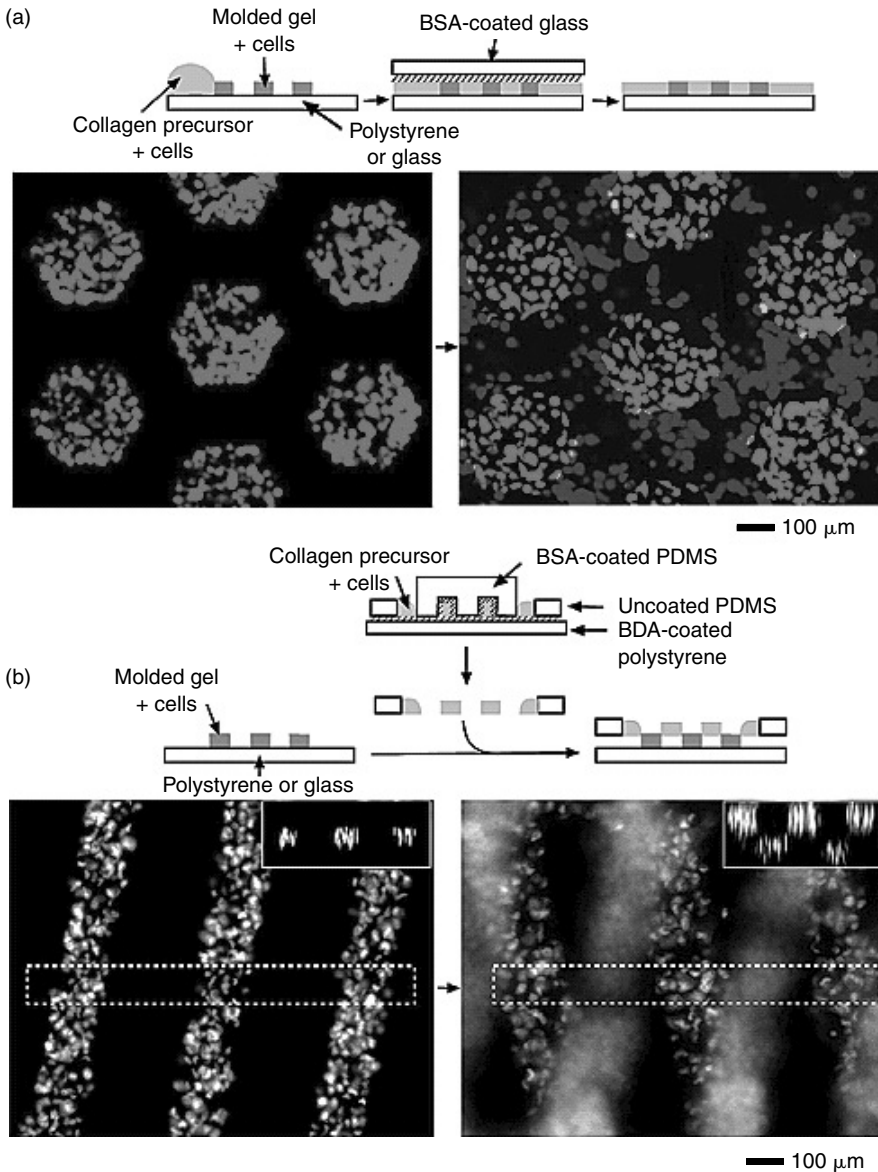 (a)
Molded gel
+ cells
BSA-coated glass
Collagen precursor
+ cells
Polystyrene
or glass
100 μm
Collagen precursor
+ cells
BSA-coated PDMS
Uncoated PDMS
BDA-coated
polystyrene
(b)
Molded gel
+ cells
Polystyrene or glass
100 μm